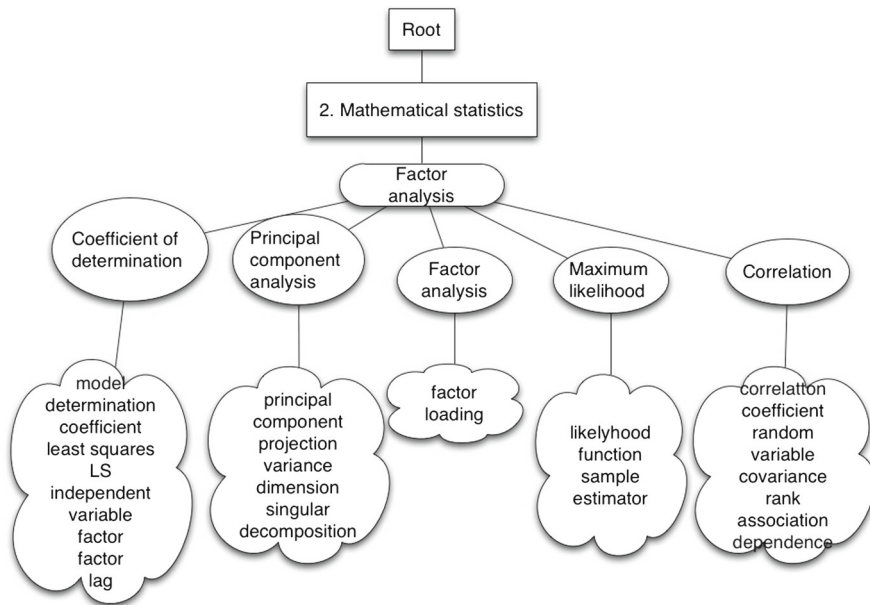 Root
2. Mathematical statistics
Factor
analysis
Coefficient of
determination
Principal
component
analysis
Factor
analysis
Maximum
likelihood
Correlation
model
determination
coefficient
least squares
LS
independent
variable
factor
factor
lag
principal
component
projection
variance
dimension
singular
decomposition
factor
loading
likelyhood
function
sample
estimator
correlatton
coefficient
random
variable
covariance
rank
association
dependence